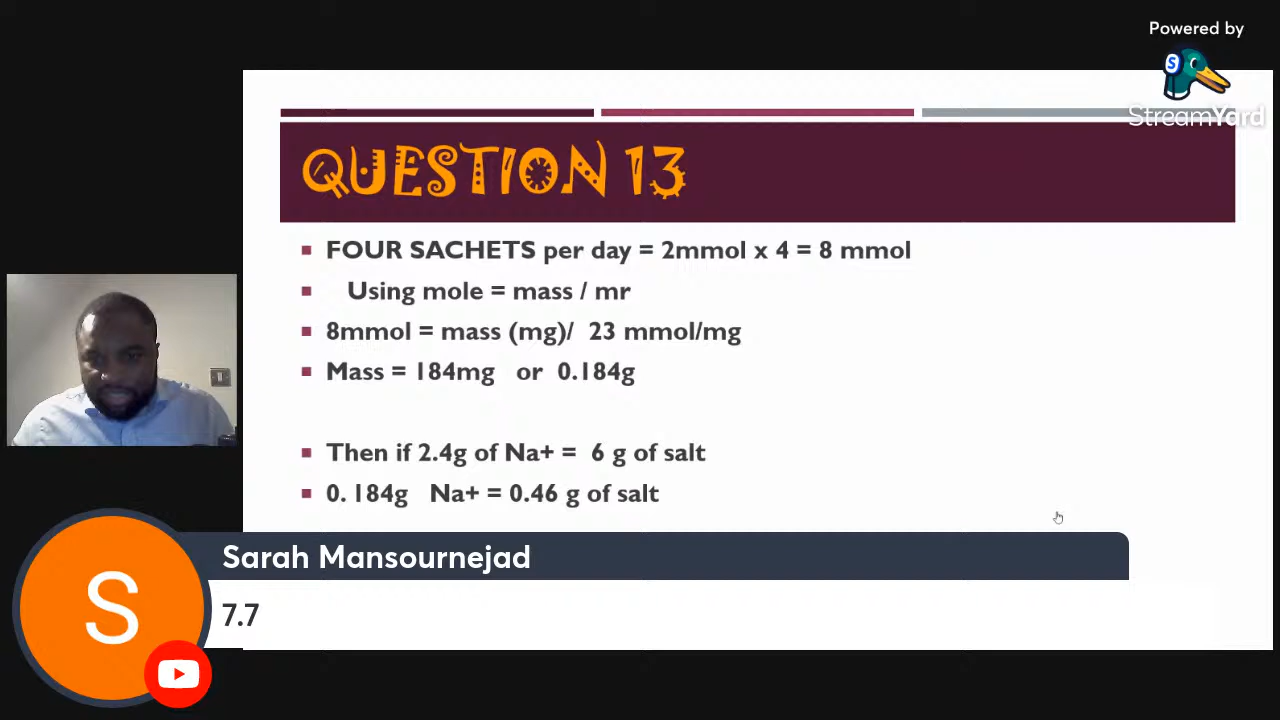 Powered by
StreamYard
QUESTION 13
FOUR SACHETS per day = 2mmol x 4 = 8 mmol
Using mole = mass / mr
8mmol = mass (mg)/ 23 mmol/mg
Mass = 184mg or 0.184g
Then if 2.4g of Na+ = 6 g of salt
0. 184g Na+ = 0.46 g of salt
S
Sarah Mansournejad
7.7